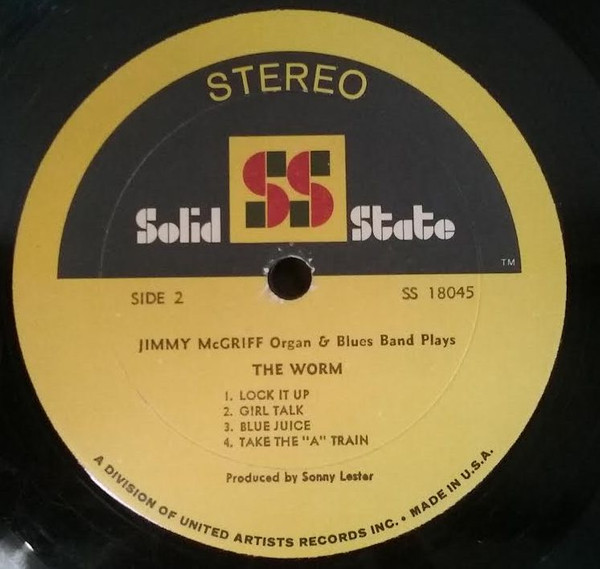 STEREO
SS
Solid State
TM
SIDE 2
SS 18045
JIMMY McGRIFF Organ & Blues Band Plays
THE WORM
1. LOCK IT UP
2. GIRL TALK
3. BLUE JUICE
4. TAKE THE "A" TRAIN
Produced by Sonny Lester
A DIVISION OF UNITED ARTISTS RECORDS INC. • MADE IN U.S.A.